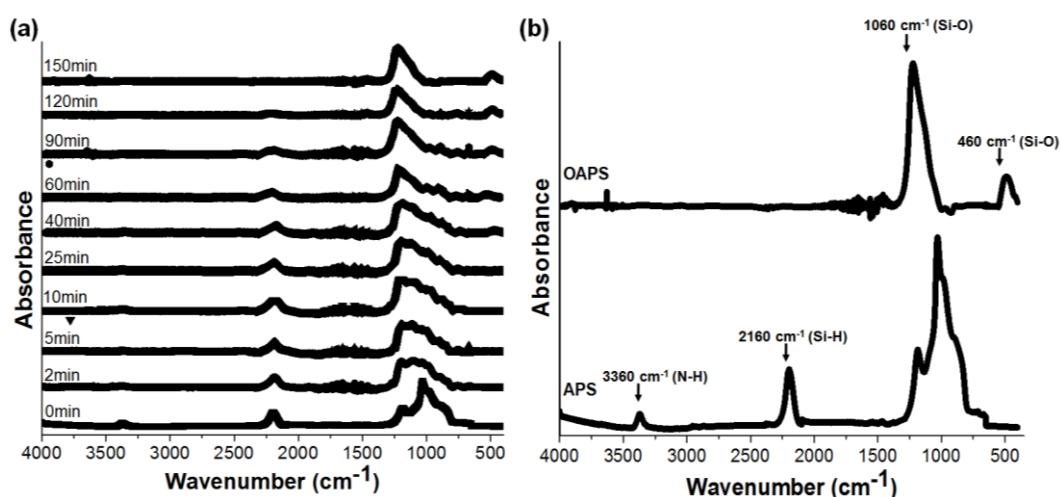 (a)
Absorbance
150min
120min
90min
60min
40min
25min
10min
5min
2min
0min
4000 3500 3000 2500 2000 1500 1000 500
Wavenumber (cm-1)
(b)
Absorbance
1060 cm-1 (Si-O)
460 cm-1 (Si-O)
OAPS
2160 cm-1 (Si-H)
3360 cm-1 (N-H)
APS
4000 3500 3000 2500 2000 1500 1000 500
Wavenumber (cm-1)